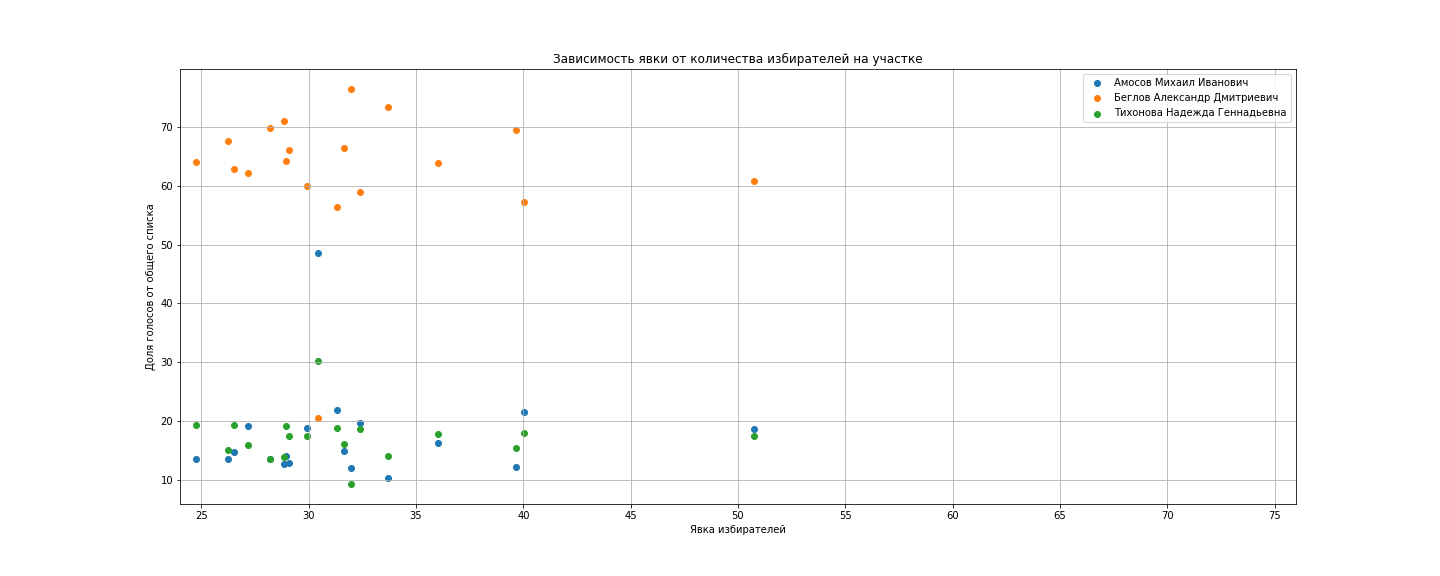 Зависимость явки от количества избирателей на участке
Амосов Михаил Иванович
Беглов Александр Дмитриевич
Тихонова Надежда Геннадьевна
Доля голосов от общего списка
70
60
50
40
30
20
10
25 30 35 40 45 50 55 60 65 70 75
Явка избирателей